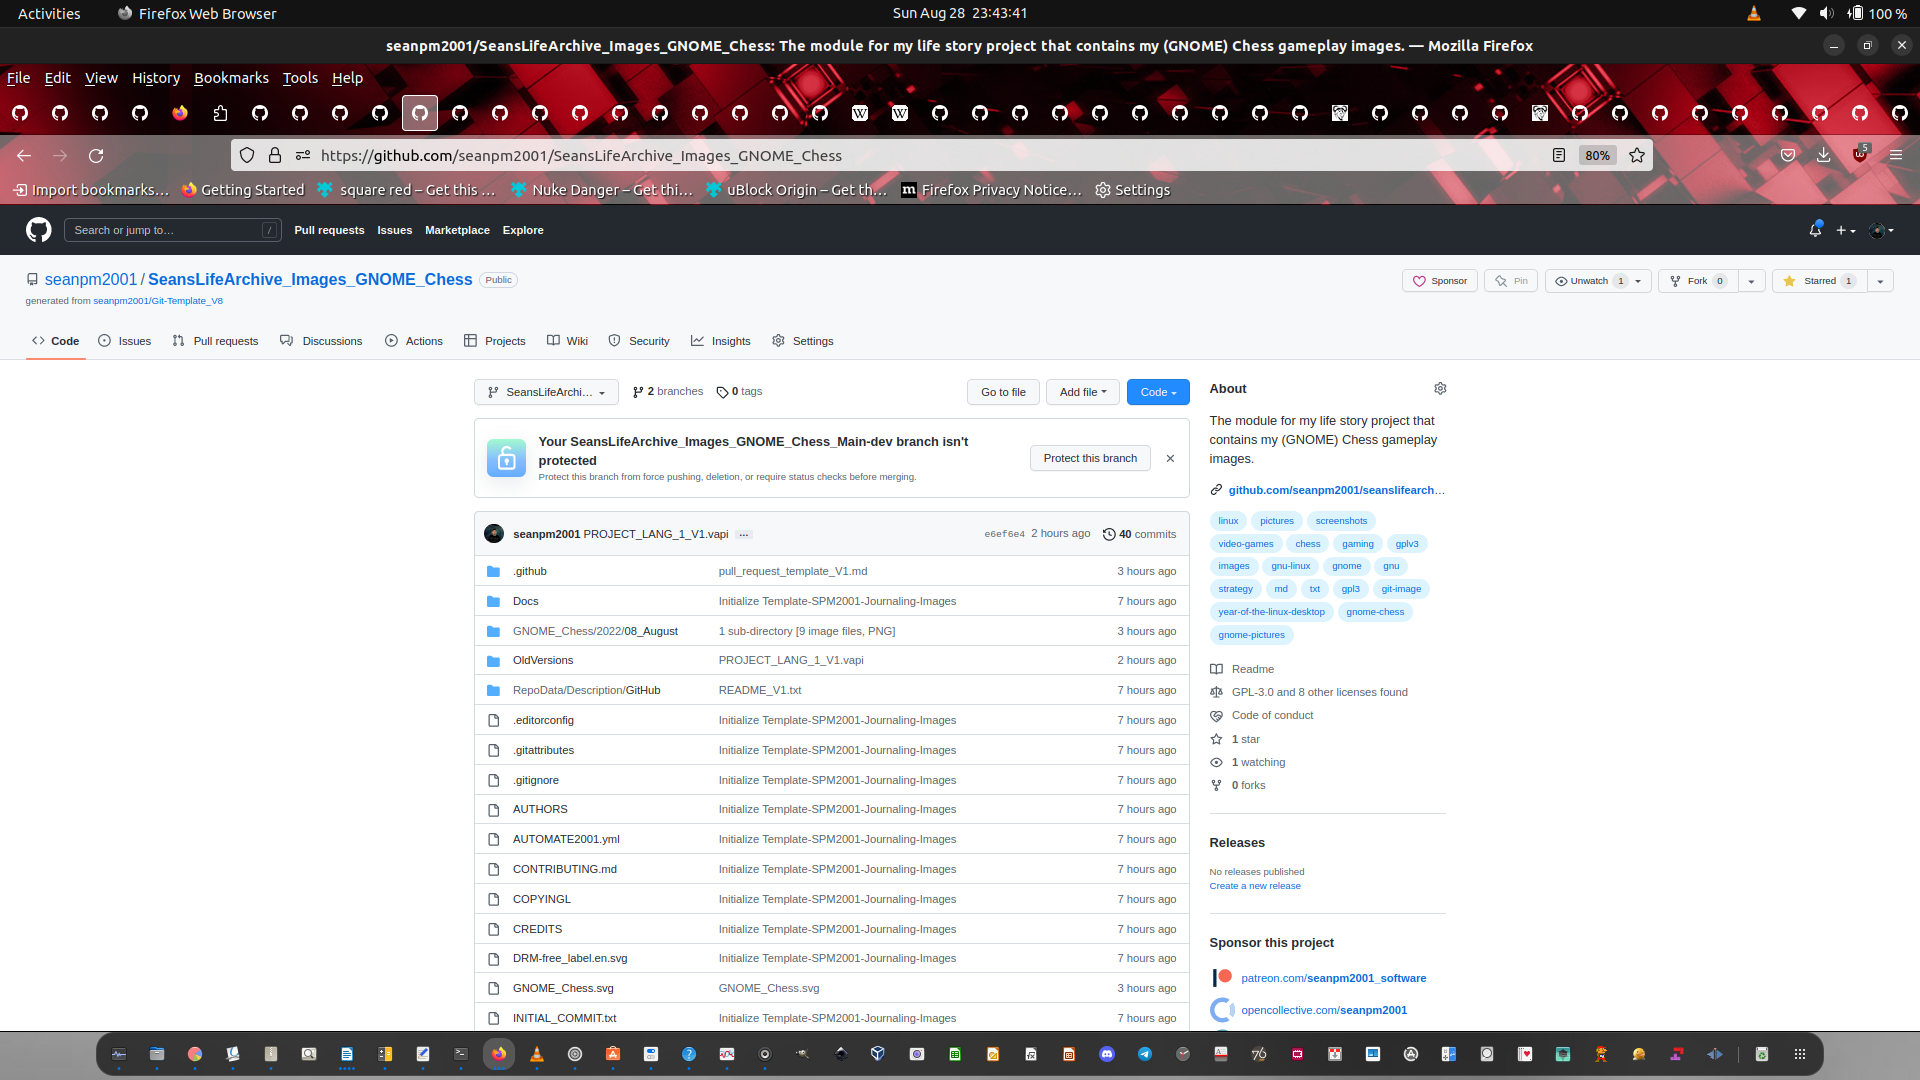 Activities Firefox Web Browser Sun Aug 28 23:43:41 100 %
seanpm2001/SeansLifeArchive_Images_GNOME_Chess: The module for my life story project that contains my (GNOME) Chess gameplay images. — Mozilla Firefox
File Edit View History Bookmarks Tools Help
https://github.com/seanpm2001/SeansLifeArchive_Images_GNOME_Chess 80% 5
Import bookmarks… Getting Started square red – Get this … Nuke Danger – Get thi… uBlock Origin – Get th… Firefox Privacy Notice… Settings
Search or jump to… / Pull requests Issues Marketplace Explore
seanpm2001 / SeansLifeArchive_Images_GNOME_Chess Public Sponsor Pin Unwatch 1 Fork 0 Starred 1
generated from seanpm2001/Git-Template_V8
Code Issues Pull requests Discussions Actions Projects Wiki Security Insights Settings
SeansLifeArchi… 2 branches 0 tags Go to file Add file Code
Your SeansLifeArchive_Images_GNOME_Chess_Main-dev branch isn't
protected
Protect this branch from force pushing, deletion, or require status checks before merging.
Protect this branch
seanpm2001 PROJECT_LANG_1_V1.vapi … e6ef6e4 2 hours ago 40 commits
.github pull_request_template_V1.md 3 hours ago
Docs Initialize Template-SPM2001-Journaling-Images 7 hours ago
GNOME_Chess/2022/08_August 1 sub-directory [9 image files, PNG] 3 hours ago
OldVersions PROJECT_LANG_1_V1.vapi 2 hours ago
RepoData/Description/GitHub README_V1.txt 7 hours ago
.editorconfig Initialize Template-SPM2001-Journaling-Images 7 hours ago
.gitattributes Initialize Template-SPM2001-Journaling-Images 7 hours ago
.gitignore Initialize Template-SPM2001-Journaling-Images 7 hours ago
AUTHORS Initialize Template-SPM2001-Journaling-Images 7 hours ago
AUTOMATE2001.yml Initialize Template-SPM2001-Journaling-Images 7 hours ago
CONTRIBUTING.md Initialize Template-SPM2001-Journaling-Images 7 hours ago
COPYINGL Initialize Template-SPM2001-Journaling-Images 7 hours ago
CREDITS Initialize Template-SPM2001-Journaling-Images 7 hours ago
DRM-free_label.en.svg Initialize Template-SPM2001-Journaling-Images 7 hours ago
GNOME_Chess.svg GNOME_Chess.svg 3 hours ago
INITIAL_COMMIT.txt Initialize Template-SPM2001-Journaling-Images 7 hours ago
About
The module for my life story project that
contains my (GNOME) Chess gameplay
images.
github.com/seanpm2001/seanslifearch…
linux pictures screenshots
video-games chess gaming gplv3
images gnu-linux gnome gnu
strategy md txt gpl3 git-image
year-of-the-linux-desktop gnome-chess
gnome-pictures
Readme
GPL-3.0 and 8 other licenses found
Code of conduct
1 star
1 watching
0 forks
Releases
No releases published
Create a new release
Sponsor this project
patreon.com/seanpm2001_software
opencollective.com/seanpm2001